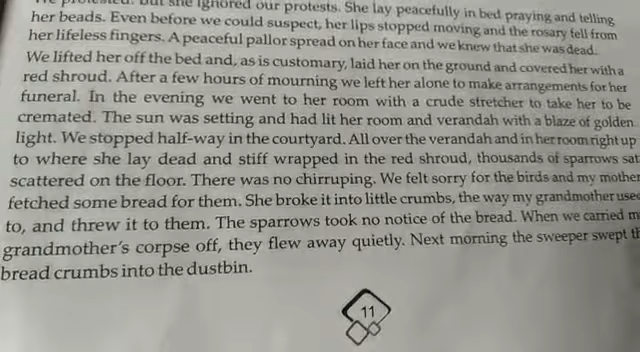 We protested. But she ignored our protests. She lay peacefully in bed praying and telling
her beads. Even before we could suspect, her lips stopped moving and the rosary fell from
her lifeless fingers. A peaceful pallor spread on her face and we knew that she was dead.
We lifted her off the bed and, as is customary, laid her on the ground and covered her with a
red shroud. After a few hours of mourning we left her alone to make arrangements for her
funeral. In the evening we went to her room with a crude stretcher to take her to be
cremated. The sun was setting and had lit her room and verandah with a blaze of golden
light. We stopped half-way in the courtyard. All over the verandah and in her room right up
to where she lay dead and stiff wrapped in the red shroud, thousands of sparrows sat
scattered on the floor. There was no chirruping. We felt sorry for the birds and my mother
fetched some bread for them. She broke it into little crumbs, the way my grandmother used
to, and threw it to them. The sparrows took no notice of the bread. When we carried m
grandmother's corpse off, they flew away quietly. Next morning the sweeper swept th
bread crumbs into the dustbin.
11